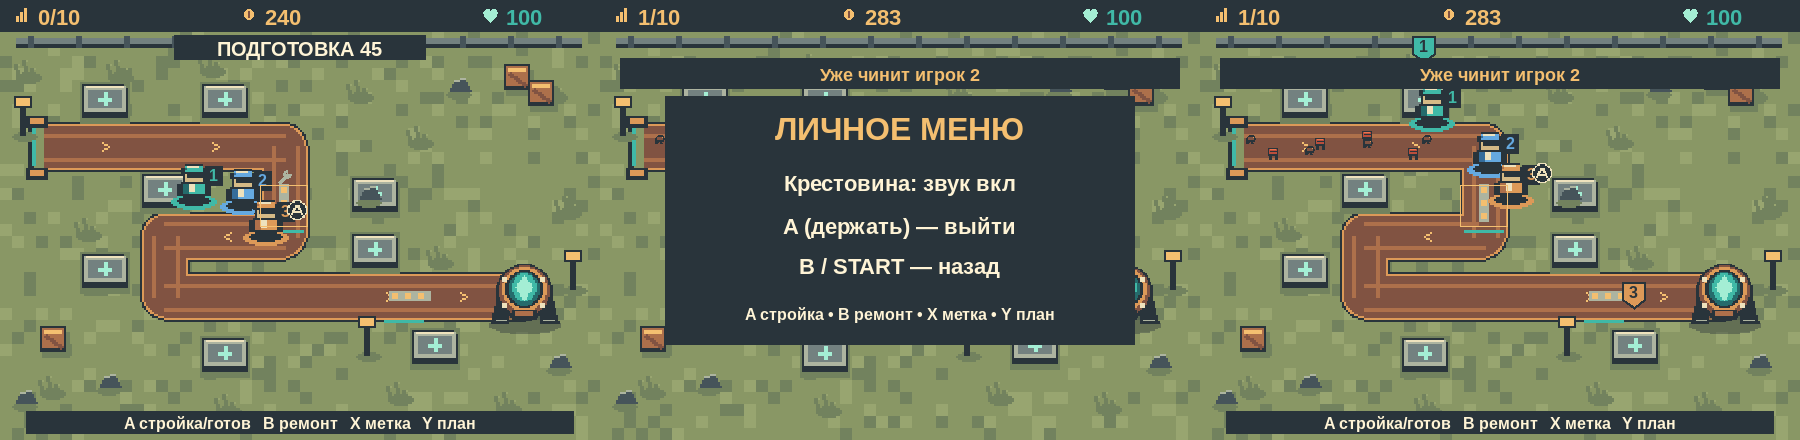 0/10 240 100
ПОДГОТОВКА 45
1 2 3 A
A стройка/готов B ремонт X метка Y план
1/10 283 100
Уже чинит игрок 2
ЛИЧНОЕ МЕНЮ
Крестовина: звук вкл
A (держать) — выйти
B / START — назад
A стройка • B ремонт • X метка • Y план
1/10 283 100
1
Уже чинит игрок 2
1
2
3 A
3
A стройка/готов B ремонт X метка Y план